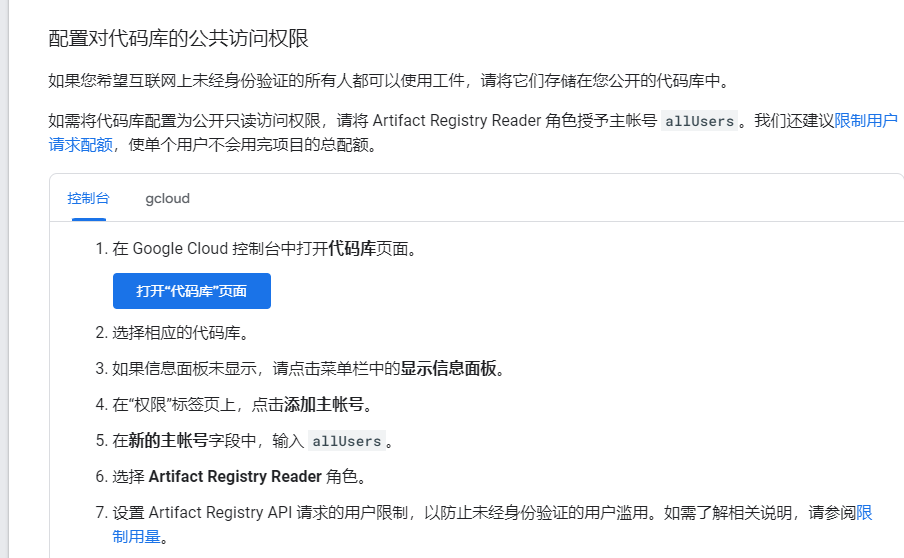 配置对代码库的公共访问权限
如果您希望互联网上未经身份验证的所有人都可以使用工件，请将它们存储在您公开的代码库中。
如需将代码库配置为公开只读访问权限，请将 Artifact Registry Reader 角色授予主帐号 allUsers 。我们还建议限制用户
请求配额，使单个用户不会用完项目的总配额。
控制台 gcloud
1. 在 Google Cloud 控制台中打开代码库页面。
打开“代码库”页面
2. 选择相应的代码库。
3. 如果信息面板未显示，请点击菜单栏中的显示信息面板。
4. 在“权限”标签页上，点击添加主帐号。
5. 在新的主帐号字段中，输入 allUsers 。
6. 选择 Artifact Registry Reader 角色。
7. 设置 Artifact Registry API 请求的用户限制，以防止未经身份验证的用户滥用。如需了解相关说明，请参阅限
制用量。